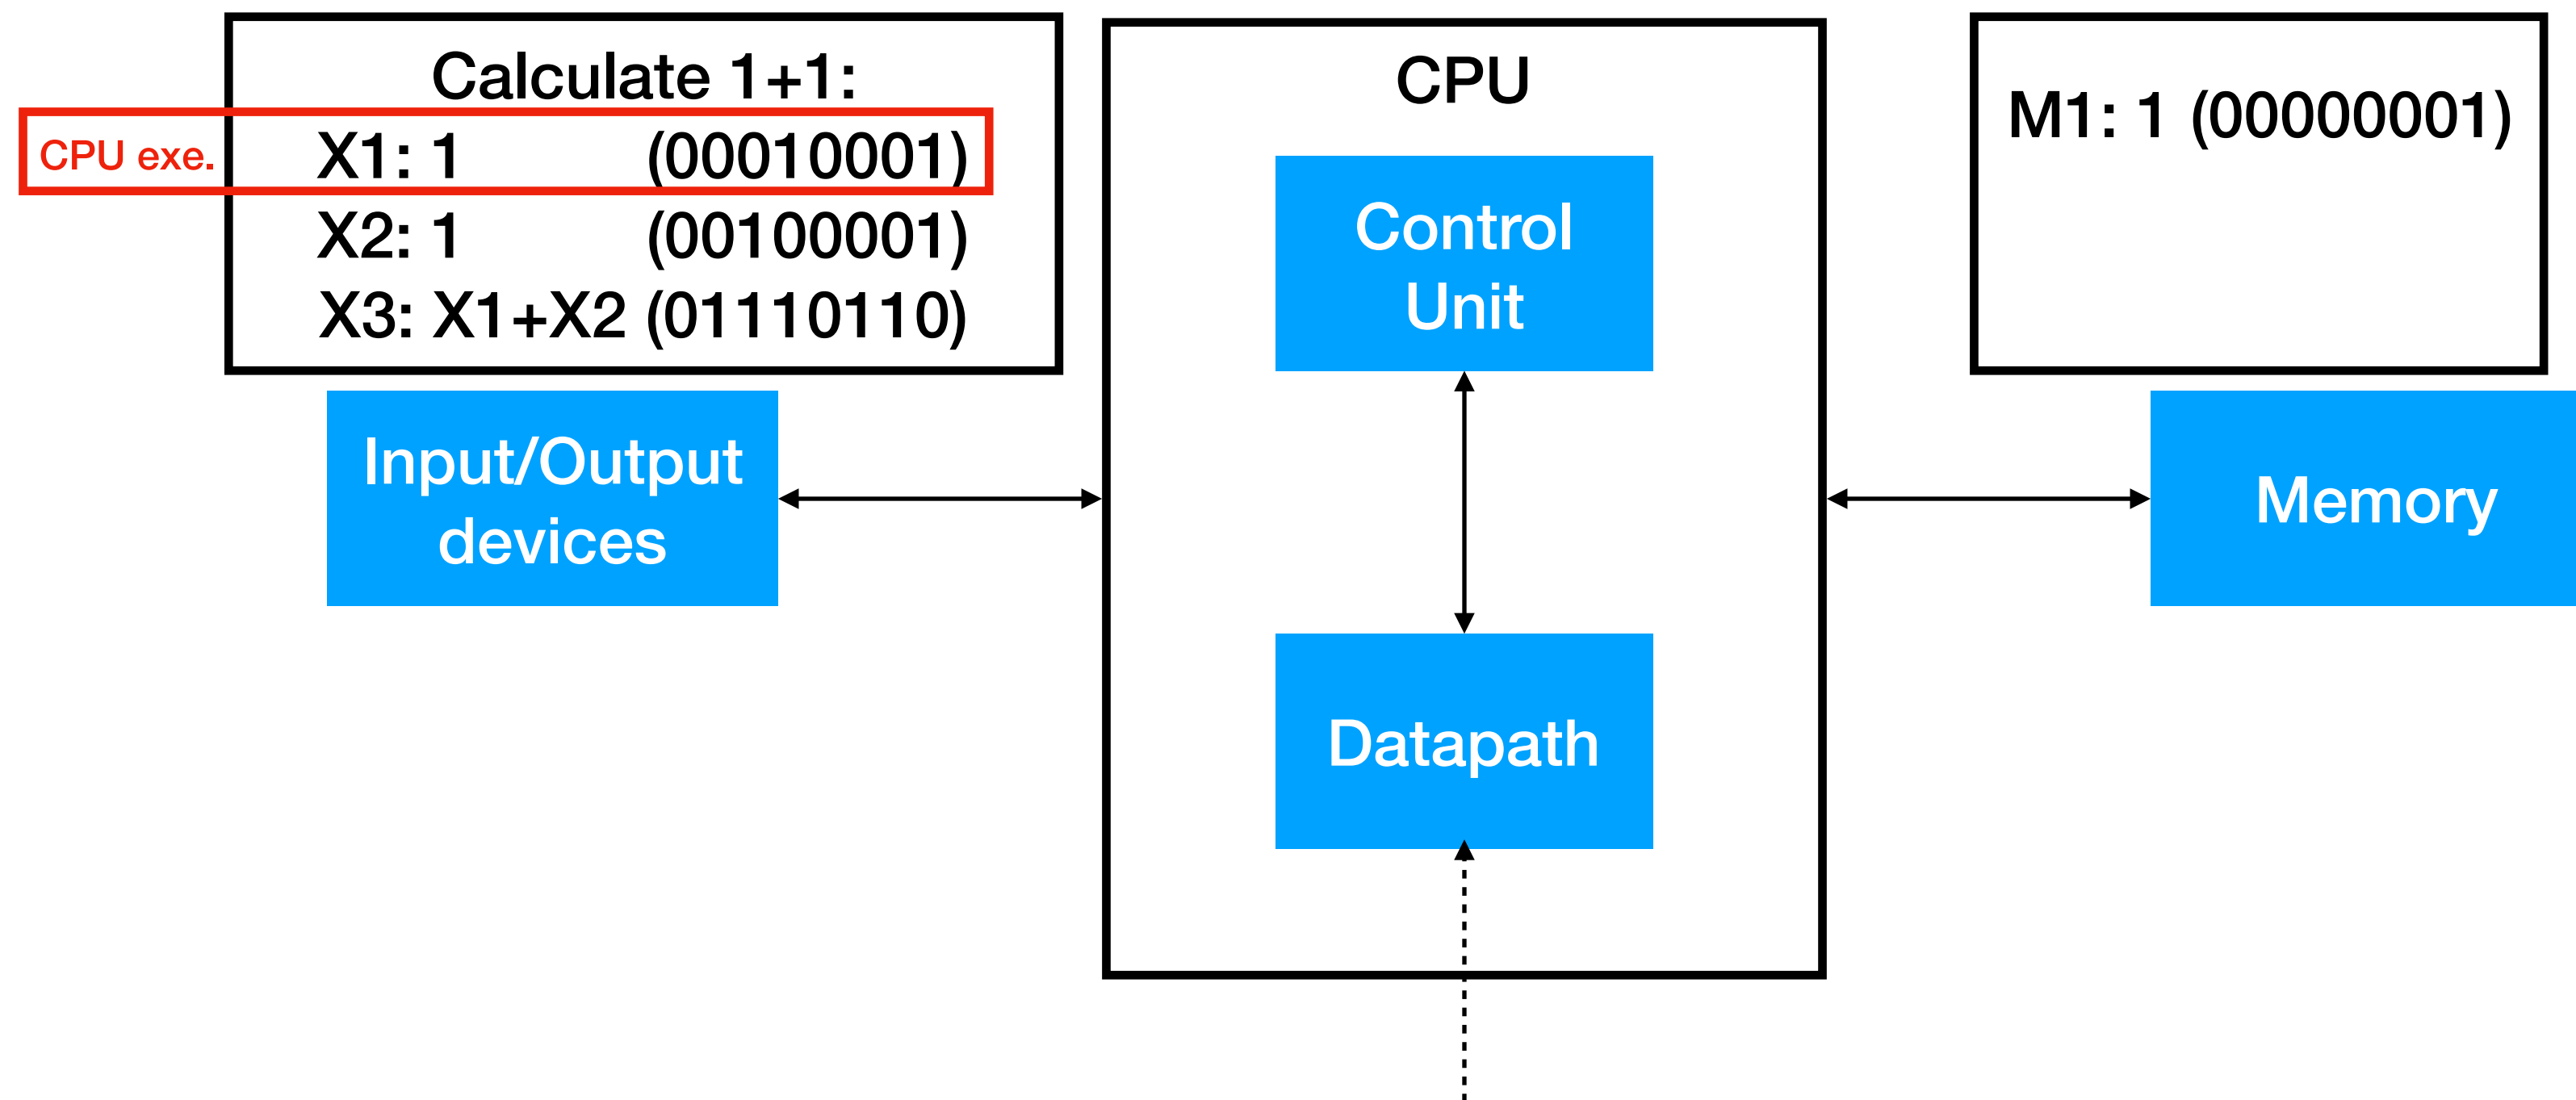 Calculate 1+1:
CPU exe.
X1: 1 (00010001)
X2: 1 (00100001)
X3: X1+X2 (01110110)
Input/Output
devices
CPU
Control
Unit
Datapath
M1: 1 (00000001)
Memory